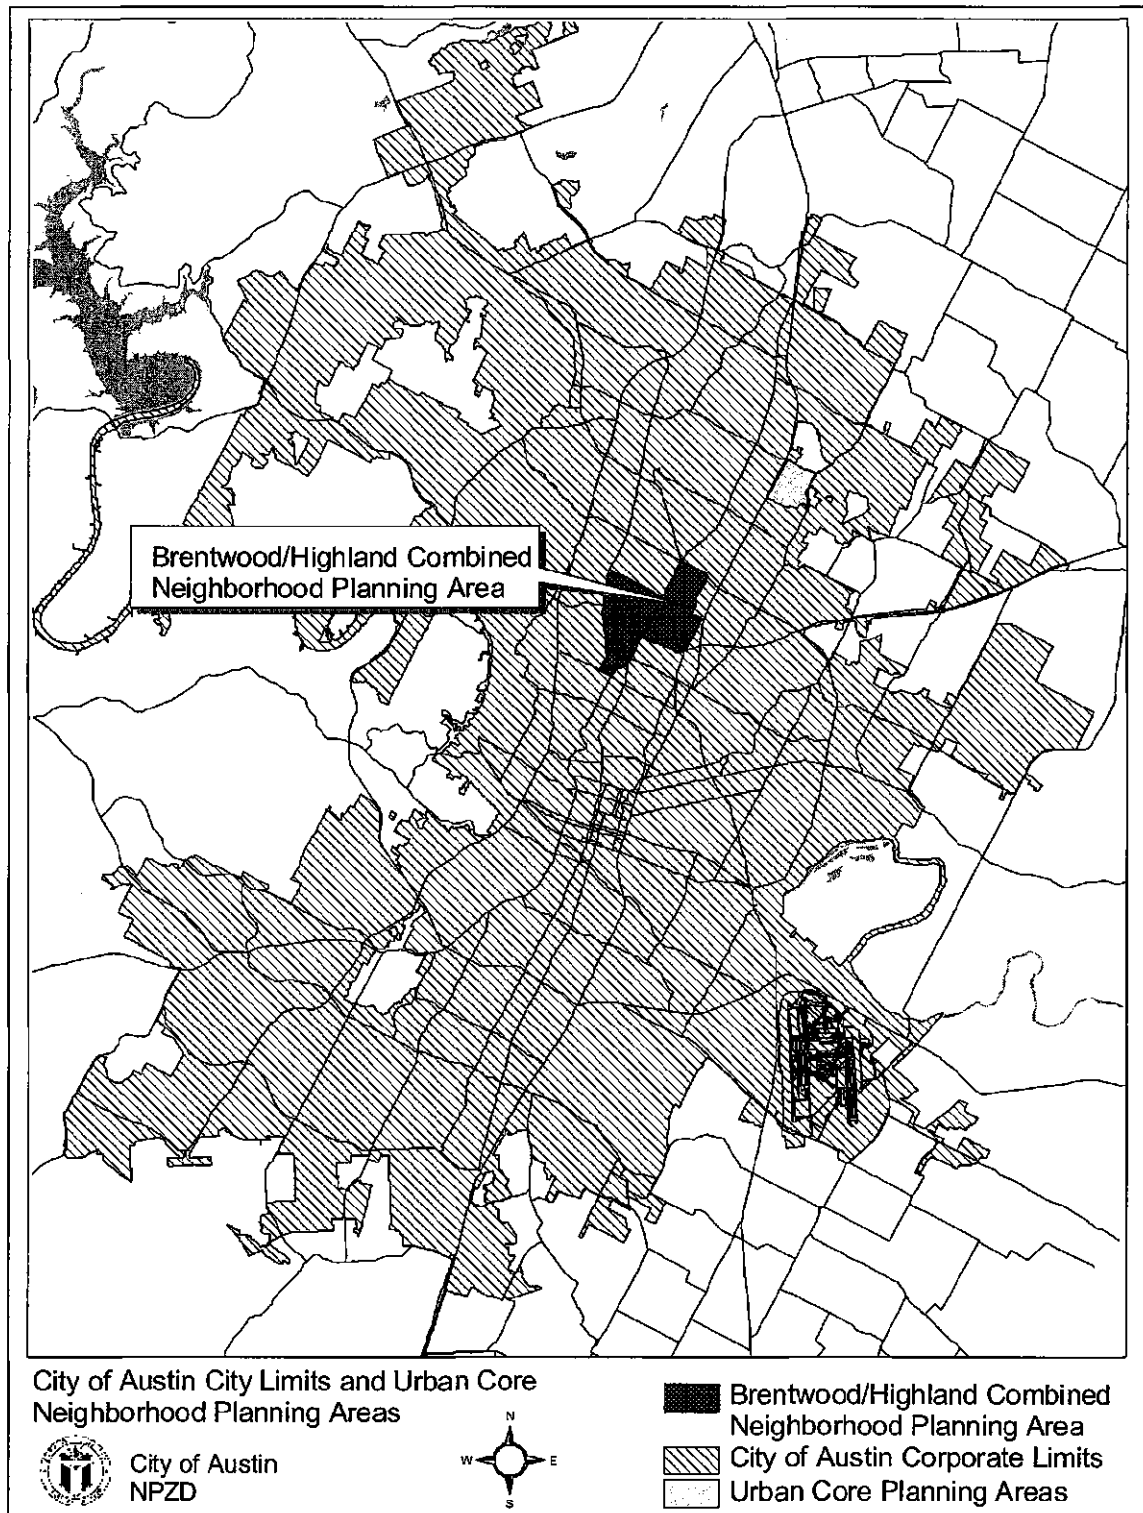 Brentwood/Highland Combined
Neighborhood Planning Area
City of Austin City Limits and Urban Core
Neighborhood Planning Areas
City of Austin
NPZD
N
W
E
S
Brentwood/Highland Combined
Neighborhood Planning Area
City of Austin Corporate Limits
Urban Core Planning Areas